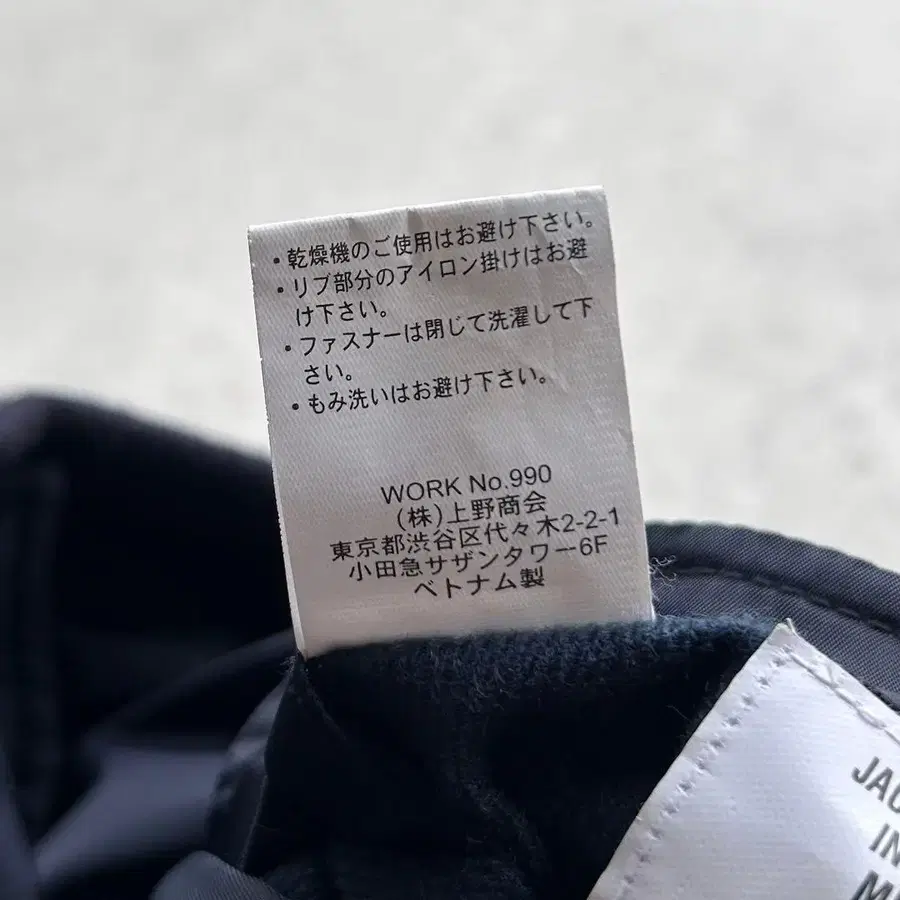 ・乾燥機のご使用はお避け下さい。
・リブ部分のアイロン掛けはお避
け下さい。
・ファスナーは閉じて洗濯して下
さい。
・もみ洗いはお避け下さい。
WORK No.990
(株)上野商会
東京都渋谷区代々木2-2-1
小田急サザンタワー6F
ベトナム製
JAC
IN
M